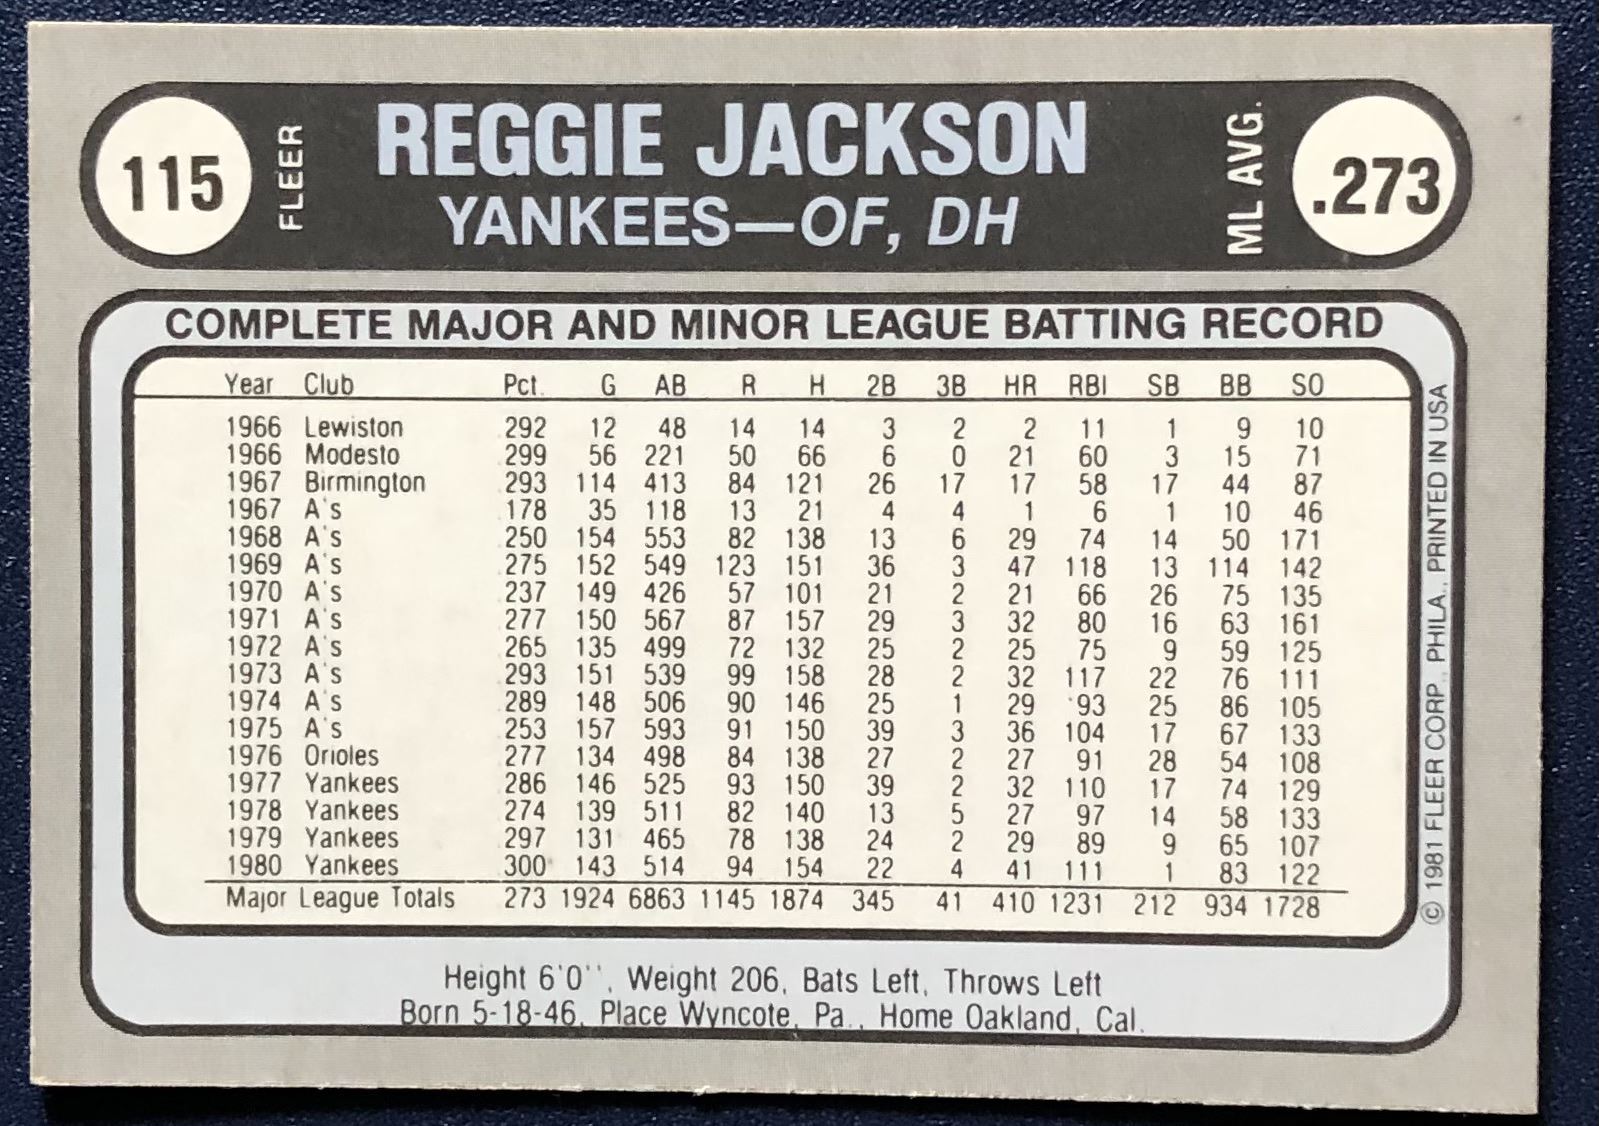 115 FLEER REGGIE JACKSON ML AVG. .273
YANKEES—OF, DH
COMPLETE MAJOR AND MINOR LEAGUE BATTING RECORD
Year Club Pct. G AB R H 2B 3B HR RBI SB BB SO
1966 Lewiston .292 12 48 14 14 3 2 2 11 1 9 10
1966 Modesto .299 56 221 50 66 6 0 21 60 3 15 71
1967 Birmington .293 114 413 84 121 26 17 17 58 17 44 87
1967 A's .178 35 118 13 21 4 4 1 6 1 10 46
1968 A's .250 154 553 82 138 13 6 29 74 14 50 171
1969 A's .275 152 549 123 151 36 3 47 118 13 114 142
1970 A's .237 149 426 57 101 21 2 21 66 26 75 135
1971 A's .277 150 567 87 157 29 3 32 80 16 63 161
1972 A's .265 135 499 72 132 25 2 25 75 9 59 125
1973 A's .293 151 539 99 158 28 2 32 117 22 76 111
1974 A's .289 148 506 90 146 25 1 29 93 25 86 105
1975 A's .253 157 593 91 150 39 3 36 104 17 67 133
1976 Orioles .277 134 498 84 138 27 2 27 91 28 54 108
1977 Yankees .286 146 525 93 150 39 2 32 110 17 74 129
1978 Yankees .274 139 511 82 140 13 5 27 97 14 58 133
1979 Yankees .297 131 465 78 138 24 2 29 89 9 65 107
1980 Yankees .300 143 514 94 154 22 4 41 111 1 83 122
Major League Totals .273 1924 6863 1145 1874 345 41 410 1231 212 934 1728
Height 6'0'', Weight 206, Bats Left, Throws Left
Born 5-18-46, Place Wyncote, Pa., Home Oakland, Cal.
© 1981 FLEER CORP., PHILA., PRINTED IN USA